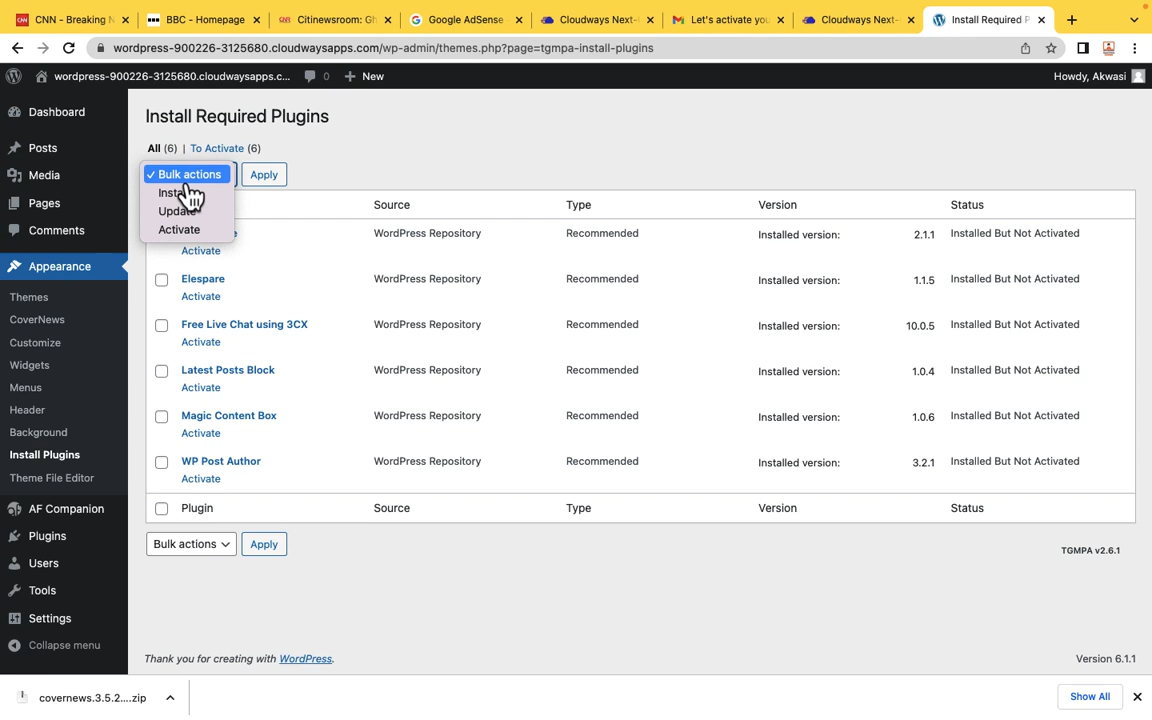 CNN - Breaking N
BBC - Homepage
Citinewsroom: Gh
Google AdSense
Cloudways Next-
Let's activate you
Cloudways Next-
Install Required P
wordpress-900226-3125680.cloudwaysapps.com/wp-admin/themes.php?page=tgmpa-install-plugins
wordpress-900226-3125680.cloudwaysapps.c...
0
New
Howdy, Akwasi
Dashboard
Posts
Media
Pages
Comments
Appearance
Themes
CoverNews
Customize
Widgets
Menus
Header
Background
Install Plugins
Theme File Editor
AF Companion
Plugins
Users
Tools
Settings
Collapse menu
Install Required Plugins
All (6) | To Activate (6)
Bulk actions
Update
Activate
Apply
Source Type Version Status
WordPress Repository Recommended Installed version: 2.1.1 Installed But Not Activated
Activate
Elespare WordPress Repository Recommended Installed version: 1.1.5 Installed But Not Activated
Activate
Free Live Chat using 3CX WordPress Repository Recommended Installed version: 10.0.5 Installed But Not Activated
Activate
Latest Posts Block WordPress Repository Recommended Installed version: 1.0.4 Installed But Not Activated
Activate
Magic Content Box WordPress Repository Recommended Installed version: 1.0.6 Installed But Not Activated
Activate
WP Post Author WordPress Repository Recommended Installed version: 3.2.1 Installed But Not Activated
Activate
Plugin Source Type Version Status
Bulk actions Apply
TGMPA v2.6.1
Thank you for creating with WordPress.
Version 6.1.1
covernews.3.5.2....zip
Show All